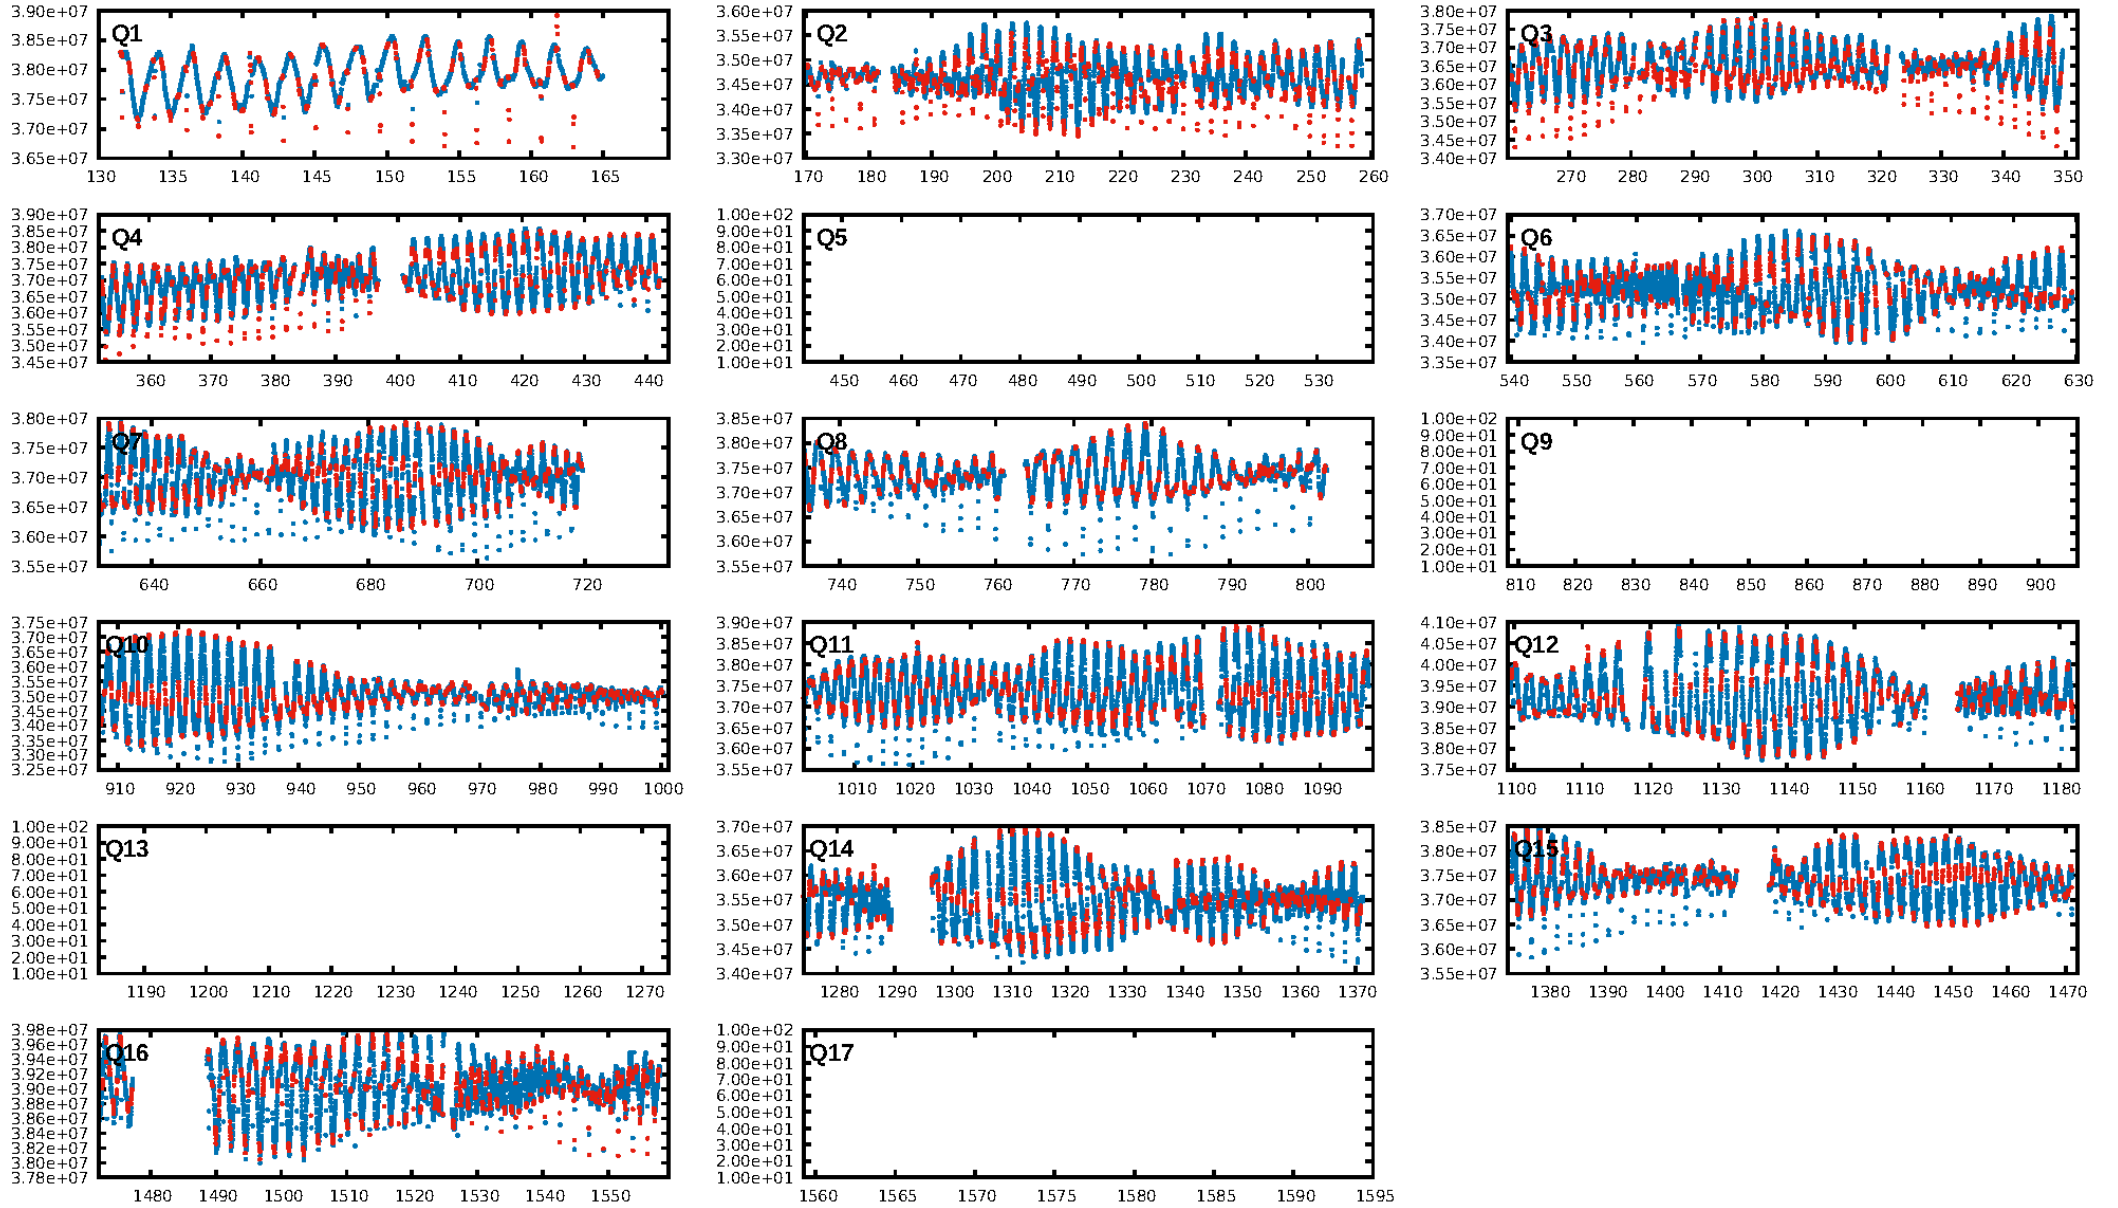 3.90e+07
3.85e+07
3.80e+07
3.75e+07
3.70e+07
3.65e+07
Q1
130 135 140 145 150 155 160 165
3.60e+07
3.55e+07
3.50e+07
3.45e+07
3.40e+07
3.35e+07
3.30e+07
Q2
170 180 190 200 210 220 230 240 250 260
3.80e+07
3.75e+07
3.70e+07
3.65e+07
3.60e+07
3.55e+07
3.50e+07
3.45e+07
3.40e+07
Q3
270 280 290 300 310 320 330 340 350
3.90e+07
3.85e+07
3.80e+07
3.75e+07
3.70e+07
3.65e+07
3.60e+07
3.55e+07
3.50e+07
3.45e+07
Q4
360 370 380 390 400 410 420 430 440
1.00e+02
9.00e+01
8.00e+01
7.00e+01
6.00e+01
5.00e+01
4.00e+01
3.00e+01
2.00e+01
1.00e+01
Q5
450 460 470 480 490 500 510 520 530
3.70e+07
3.65e+07
3.60e+07
3.55e+07
3.50e+07
3.45e+07
3.40e+07
3.35e+07
Q6
540 550 560 570 580 590 600 610 620 630
3.80e+07
3.75e+07
3.70e+07
3.65e+07
3.60e+07
3.55e+07
Q7
640 660 680 700 720
3.85e+07
3.80e+07
3.75e+07
3.70e+07
3.65e+07
3.60e+07
3.55e+07
Q8
740 750 760 770 780 790 800
1.00e+02
9.00e+01
8.00e+01
7.00e+01
6.00e+01
5.00e+01
4.00e+01
3.00e+01
2.00e+01
1.00e+01
Q9
810 820 830 840 850 860 870 880 890 900
3.75e+07
3.70e+07
3.65e+07
3.60e+07
3.55e+07
3.50e+07
3.45e+07
3.40e+07
3.35e+07
3.30e+07
3.25e+07
Q10
910 920 930 940 950 960 970 980 990 1000
3.90e+07
3.85e+07
3.80e+07
3.75e+07
3.70e+07
3.65e+07
3.60e+07
3.55e+07
Q11
1010 1020 1030 1040 1050 1060 1070 1080 1090
4.10e+07
4.05e+07
4.00e+07
3.95e+07
3.90e+07
3.85e+07
3.80e+07
3.75e+07
Q12
1100 1110 1120 1130 1140 1150 1160 1170 1180
1.00e+02
9.00e+01
8.00e+01
7.00e+01
6.00e+01
5.00e+01
4.00e+01
3.00e+01
2.00e+01
1.00e+01
Q13
1190 1200 1210 1220 1230 1240 1250 1260 1270
3.70e+07
3.65e+07
3.60e+07
3.55e+07
3.50e+07
3.45e+07
3.40e+07
Q14
1280 1290 1300 1310 1320 1330 1340 1350 1360 1370
3.85e+07
3.80e+07
3.75e+07
3.70e+07
3.65e+07
3.60e+07
3.55e+07
Q15
1380 1390 1400 1410 1420 1430 1440 1450 1460 1470
3.98e+07
3.96e+07
3.94e+07
3.92e+07
3.90e+07
3.88e+07
3.86e+07
3.84e+07
3.82e+07
3.80e+07
3.78e+07
Q16
1480 1490 1500 1510 1520 1530 1540 1550
1.00e+02
9.00e+01
8.00e+01
7.00e+01
6.00e+01
5.00e+01
4.00e+01
3.00e+01
2.00e+01
1.00e+01
Q17
1560 1565 1570 1575 1580 1585 1590 1595